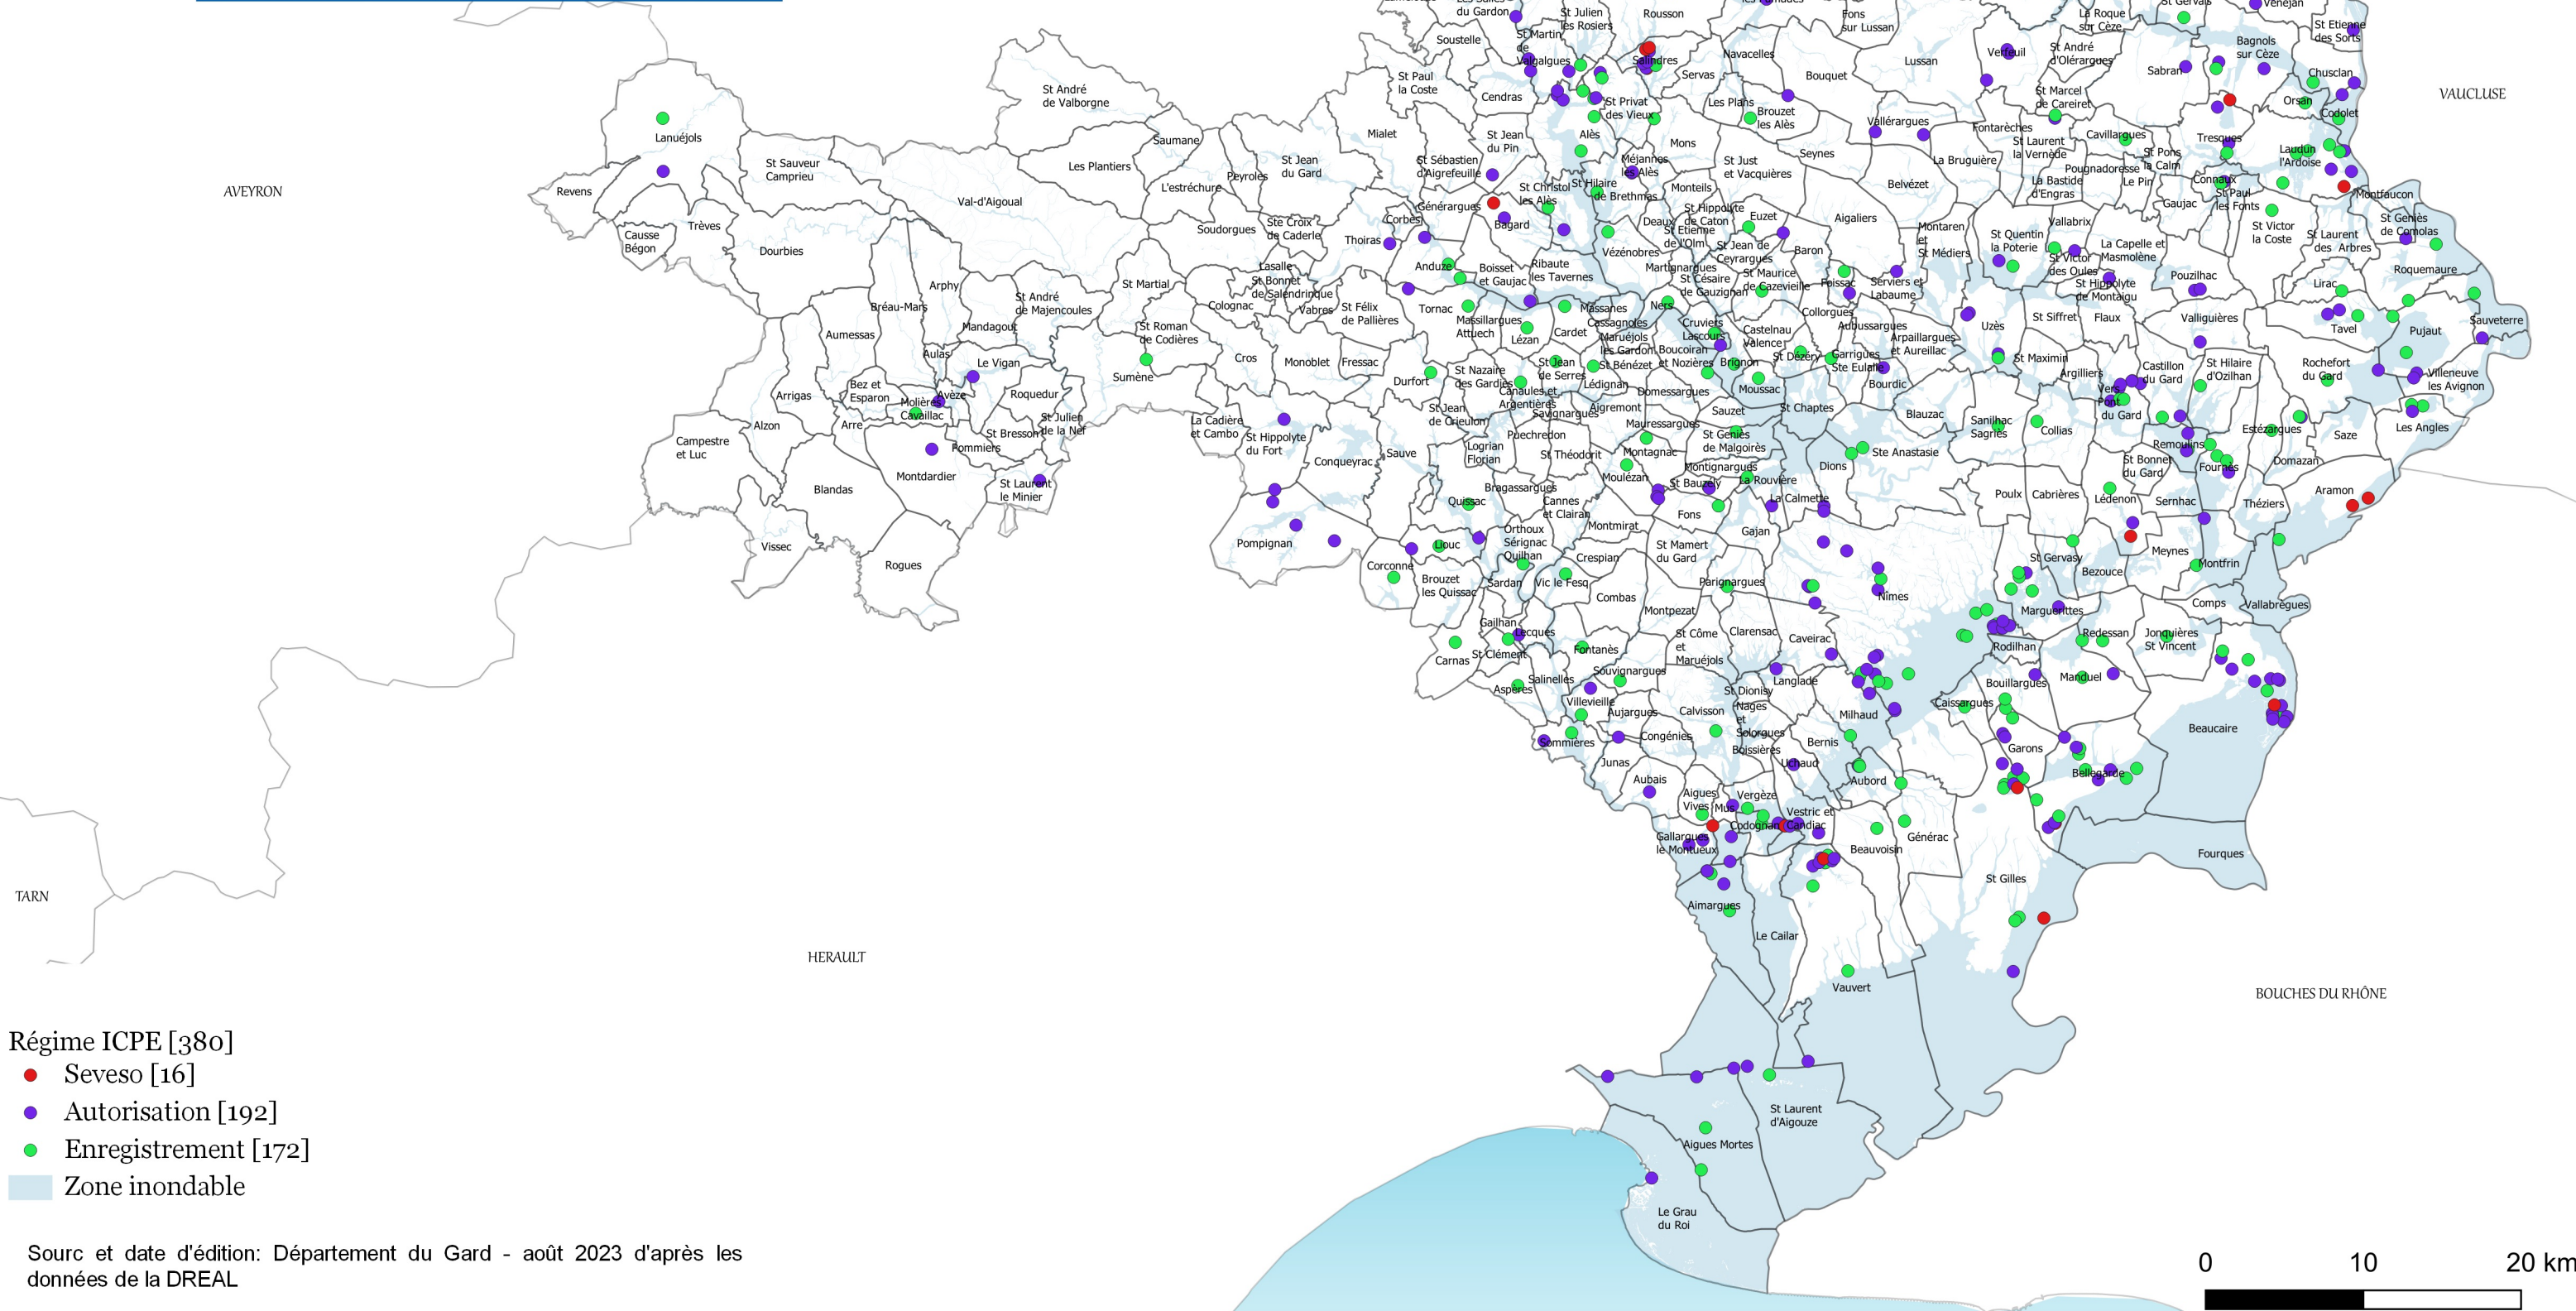 du Gardon
St Julien
les Rosiers
Rousson
Fons
sur Lussan
La Roque
sur Cèze
Vénéjan
St Etienne
des Sorts
Soustelle
St Martin
de
Valgalgues
Salindres
Navacelles
Servas
Bouquet
Lussan
Verfeuil
St André
d'Olérargues
Sabran
Bagnols
sur Cèze
Chusclan
Orsan
Codolet
VAUCLUSE
St Paul
la Coste
Cendras
St Privat
des Vieux
Les Plans
Brouzet
les Alès
Vallérargues
St Marcel
de Careiret
Fontarèches
St Laurent
la Vernède
Cavillargues
Tresques
Laudun
l'Ardoise
St André
de Valborgne
Lanuéjols
Saumane
Mialet
St Jean
du Pin
Alès
Mons
Méjannes
les Alès
St Just
et Vacquières
Seynes
La Bruguière
Pougnadoresse
St Pons
la Calm
Le Pin
Connaux
St Paul
les Fonts
AVEYRON
Revens
St Sauveur
Camprieu
Les Plantiers
L'estréchure
Peyroles
St Jean
du Gard
St Sébastien
d'Aigrefeuille
St Christol
les Alès
St Hilaire
de Brethmas
Monteils
Belvézet
La Bastide
d'Engras
Gaujac
Montfaucon
Val-d'Aigoual
Trèves
Causse
Bégon
Dourbies
Soudorgues
Ste Croix
de Caderle
Corbès
Générargues
Bagard
Thoiras
Deaux
St Hippolyte
de Caton
St Etienne
de l'Olm
Euzet
St Jean de
Ceyrargues
Vézénobres
Aigaliers
Baron
Montaren
et
St Médiers
St Quentin
la Poterie
Vallabrix
St Victor
des Oules
La Capelle et
Masmolène
St Victor
la Coste
St Laurent
des Arbres
St Geniès
de Comolas
Roquemaure
Lasalle
St Bonnet
de Salendrinque
Anduze
Boisset
et Gaujac
Ribaute
les Tavernes
Martignargues
St Césaire
de Gauzignan
St Maurice
de Cazevieille
Foissac
Serviers et
Labaume
St Hippolyte
de Montaigu
Pouzilhac
Lirac
Arphy
St Martial
Bréau-Mars
St André
de Majencoules
Mandagout
St Roman
de Codières
Colognac
Vabres
St Félix
de Pallières
Tornac
Massillargues
Attuech
Lézan
Massanes
Cassagnoles
Cardet
Maruéjols
les Gardon
Ners
Cruviers
Lascours
Castelnau
Valence
Collorgues
Aubussargues
Arpaillargues
et Aureillac
Uzès
St Siffret
Flaux
Valliguières
Tavel
Pujaut
Sauveterre
Aumessas
Aulas
Le Vigan
Sumène
Cros
Monoblet
Fressac
Durfort
St Nazaire
des Gardies
St Jean
de Serres
St Bénézet
Boucoiran
et Nozières
Brignon
St Dézéry
Garrigues
Ste Eulalie
Bourdic
St Maximin
Argilliers
Castillon
du Gard
St Hilaire
d'Ozilhan
Rochefort
du Gard
Villeneuve
les Avignon
Arrigas
Bez et
Esparon
Molières
Cavaillac
Avèze
Roquedur
St Julien
de la Nef
Canaules et
Argentières
Lédignan
Domessargues
Moussac
Vers
Pont
du Gard
Alzon
Arre
Pommiers
St Bresson
La Cadière
et Cambo
St Hippolyte
du Fort
St Jean
de Crieulon
Savignargues
Aigremont
Mauressargues
Sauzet
St Chaptes
Blauzac
Sanilhac
Sagriès
Collias
Estézargues
Saze
Les Angles
Campestre
et Luc
Blandas
Montdardier
St Laurent
le Minier
Conqueyrac
Sauve
Logrian
Florian
Puechredon
St Théodorit
Montagnac
St Geniès
de Malgoirès
Dions
Ste Anastasie
Remoulins
St Bonnet
du Gard
Fournès
Domazan
Vissec
Rogues
Pompignan
Quissac
Bragassargues
Cannes
et Clairan
Moulézan
Montignargues
St Bauzély
La Rouvière
La Calmette
Fons
Gajan
Poulx
Cabrières
Lédenon
Sernhac
Théziers
Aramon
Corconne
Liouc
Brouzet
les Quissac
Orthoux
Sérignac
Quilhan
Sardan
Vic le Fesq
Montmirat
Crespian
St Mamert
du Gard
Parignargues
Combas
Montpezat
Nîmes
St Gervasy
Bezouce
Meynes
Montfrin
Comps
Vallabrègues
Marguerittes
Gailhan
Lecques
St Clément
Carnas
Aspères
Salinelles
Fontanès
Souvignargues
St Côme
et
Maruéjols
Clarensac
Caveirac
Langlade
Rodilhan
Redessan
Jonquières
St Vincent
Manduel
Bouillargues
Villevieille
Aujargues
Sommières
Congénies
Calvisson
St Dionisy
Nages
et
Solorgues
Boissières
Milhaud
Bernis
Caissargues
Garons
Beaucaire
Junas
Aubais
Uchaud
Aubord
Bellegarde
Aigues
Vives
Mus
Vergèze
Codognan
Vestric et
Candiac
Gallargues
le Montueux
Beauvoisin
Générac
Fourques
St Gilles
Aimargues
Le Cailar
Vauvert
TARN
HERAULT
BOUCHES DU RHÔNE
St Laurent
d'Aigouze
Aigues Mortes
Le Grau
du Roi
Régime ICPE [380]
Seveso [16]
Autorisation [192]
Enregistrement [172]
Zone inondable
Sourc et date d'édition: Département du Gard - août 2023 d'après les
données de la DREAL
0 10 20 km